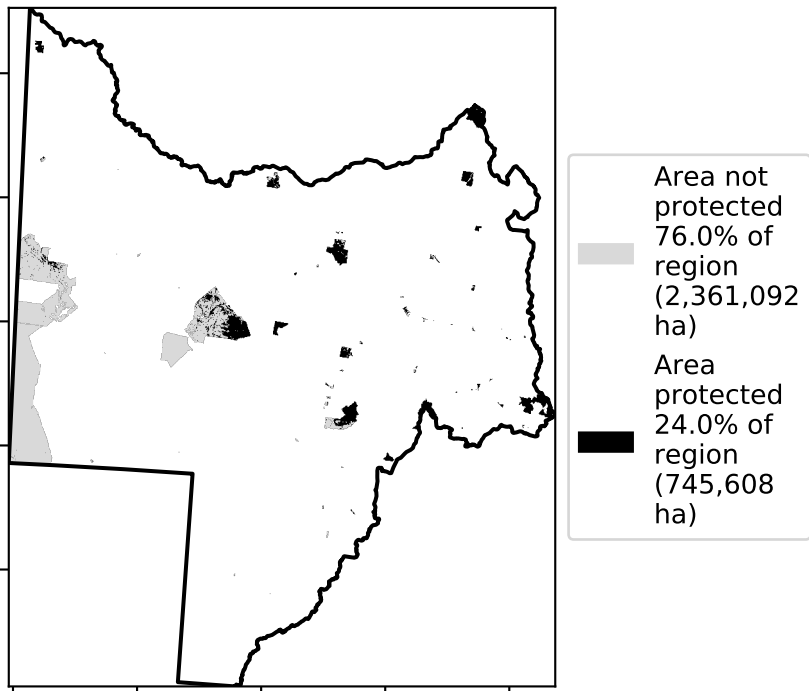 Area not
protected
76.0% of
region
(2,361,092
ha)
Area
protected
24.0% of
region
(745,608
ha)